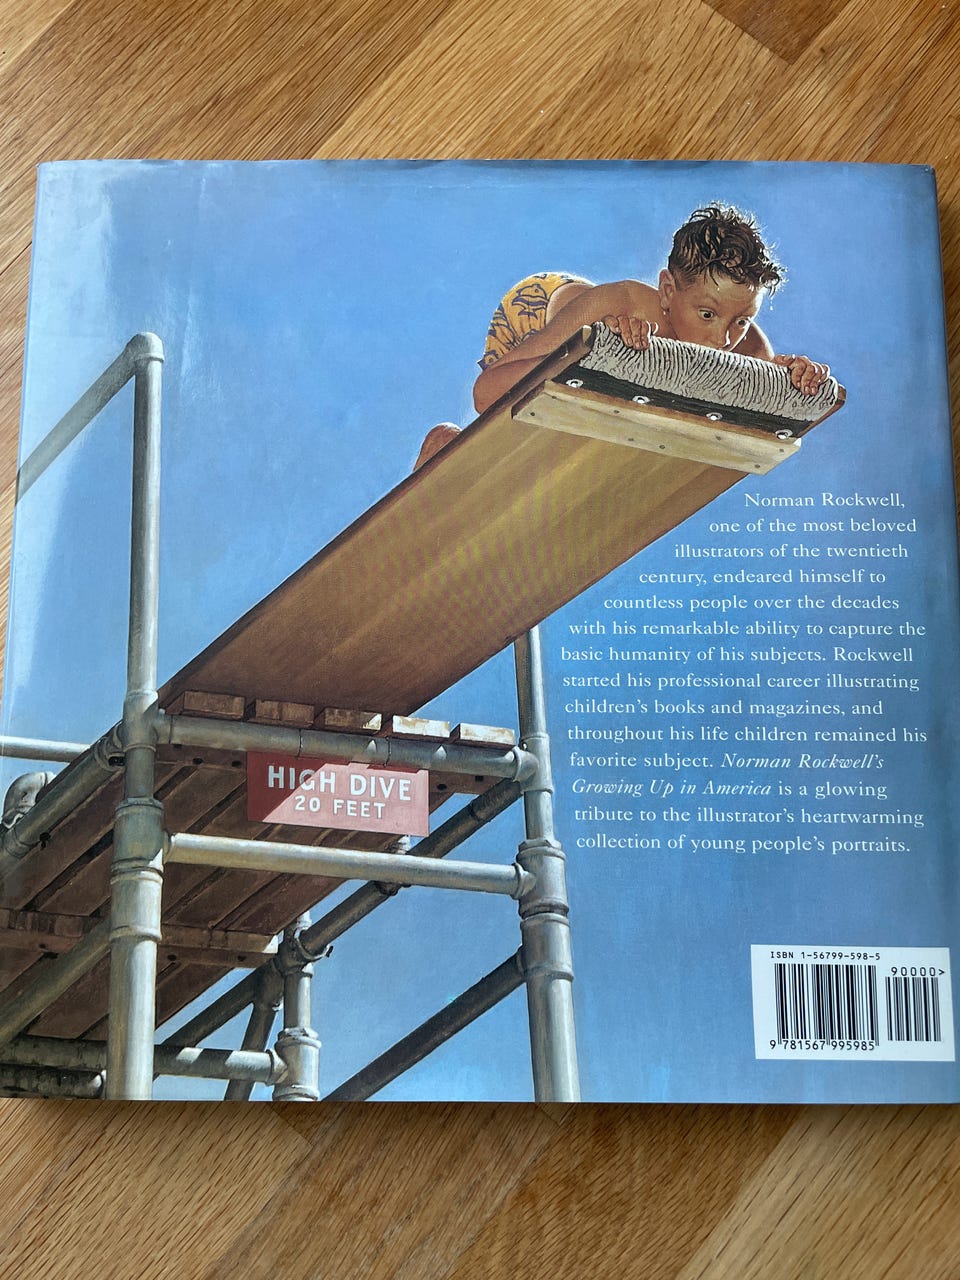 Norman Rockwell,
one of the most beloved
illustrators of the twentieth
century, endeared himself to
countless people over the decades
with his remarkable ability to capture the
basic humanity of his subjects. Rockwell
started his professional career illustrating
children's books and magazines, and
throughout his life children remained his
favorite subject. Norman Rockwell's
Growing Up in America is a glowing
tribute to the illustrator's heartwarming
collection of young people's portraits.
HIGH DIVE
20 FEET
ISBN 1-56799-598-5
90000>
9 781567 995985